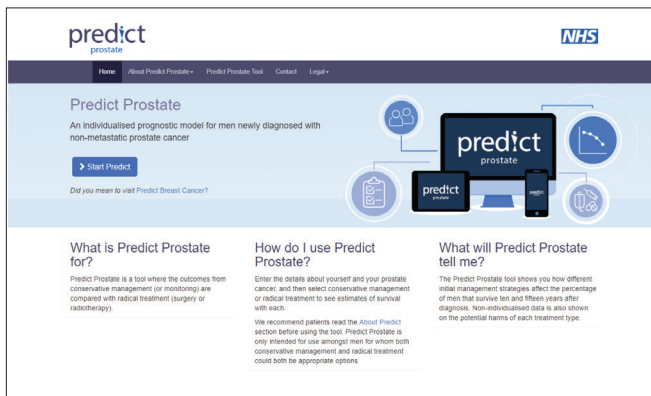 predict
prostate
NHS
Home About Predict Prostate Predict Prostate Tool Contact Legal
Predict Prostate
An individualised prognostic model for men newly diagnosed with
non-metastatic prostate cancer
Start Predict
Did you mean to visit Predict Breast Cancer?
predict
prostate
predict
prostate
predict
prostate
What is Predict Prostate
for?
Predict Prostate is a tool where the outcomes from
conservative management (or monitoring) are
compared with radical treatment (surgery or
radiotherapy).
How do I use Predict
Prostate?
Enter the details about yourself and your prostate
cancer, and then select conservative management
or radical treatment to see estimates of survival
with each.
We recommend patients read the About Predict
section before using the tool. Predict Prostate is
only intended for use amongst men for whom both
conservative management and radical treatment
could both be appropriate options
What will Predict Prostate
tell me?
The Predict Prostate tool shows you how different
initial management strategies affect the percentage
of men that survive ten and fifteen years after
diagnosis. Non-individualised data is also shown
on the potential harms of each treatment type.